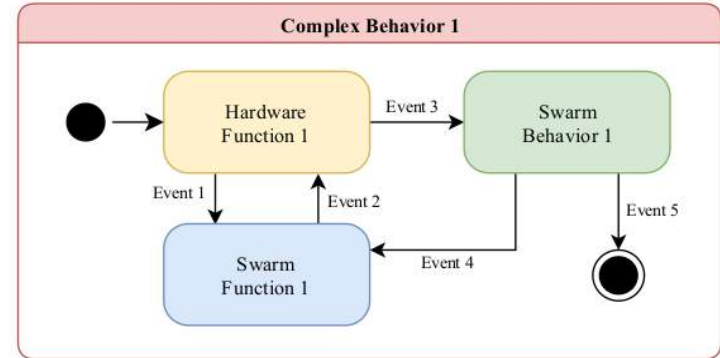 Complex Behavior 1
Hardware
Function 1
Event 3
Swarm
Behavior 1
Event 1
Event 2
Event 5
Swarm
Function 1
Event 4